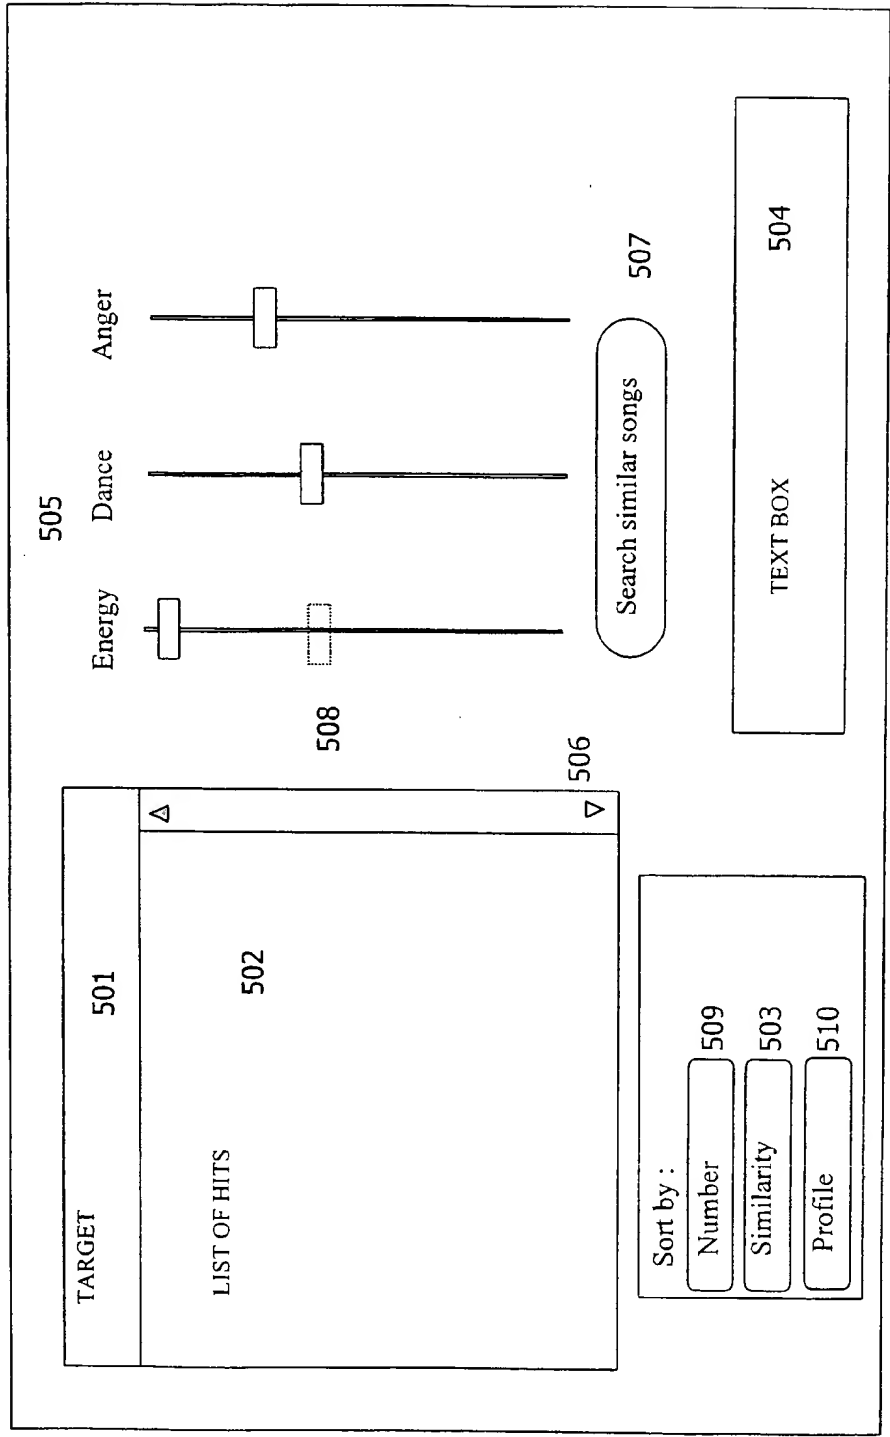 TARGET
501
LIST OF HITS
502
505
Energy Dance Anger
508
506
Search similar songs
507
Sort by :
Number 509
Similarity 503
Profile 510
TEXT BOX
504